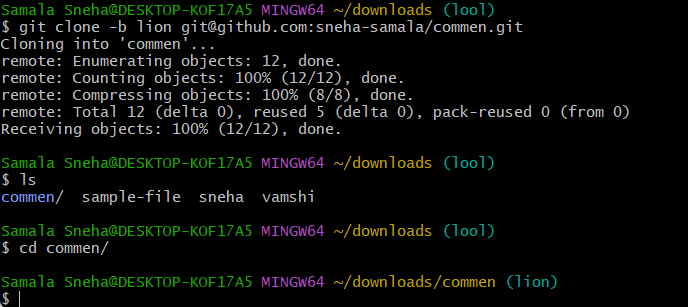 Samala Sneha@DESKTOP-KOF17A5 MINGW64 ~/downloads (lool)
$ git clone -b lion git@github.com:sneha-samala/commen.git
Cloning into 'commen'...
remote: Enumerating objects: 12, done.
remote: Counting objects: 100% (12/12), done.
remote: Compressing objects: 100% (8/8), done.
remote: Total 12 (delta 0), reused 5 (delta 0), pack-reused 0 (from 0)
Receiving objects: 100% (12/12), done.
Samala Sneha@DESKTOP-KOF17A5 MINGW64 ~/downloads (lool)
$ ls
commen/  sample-file  sneha  vamshi
Samala Sneha@DESKTOP-KOF17A5 MINGW64 ~/downloads (lool)
$ cd commen/
Samala Sneha@DESKTOP-KOF17A5 MINGW64 ~/downloads/commen (lion)
$